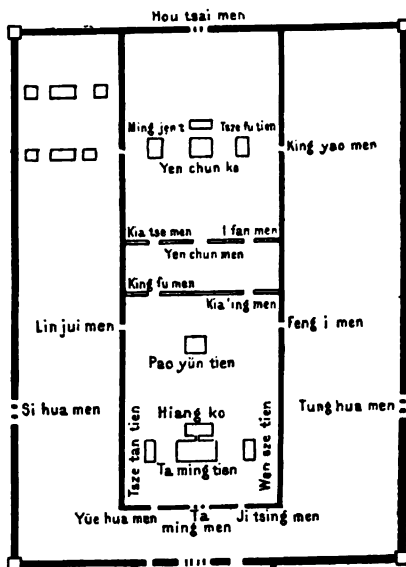 Hou tsai men
Ming jent
Tsze fu tien
King yao men
Yen chun ko
Kia tse men
I fan men
Yen chun men
King fu men
Kia'ing men
Lin jui men
Feng i men
Pao yün tien
Si hua men
Tung hua men
Hiang ko
Tsze tan tien
Wen sze tien
Ta ming tien
Yüe hua men
Ta
ming men
Ji tsing men